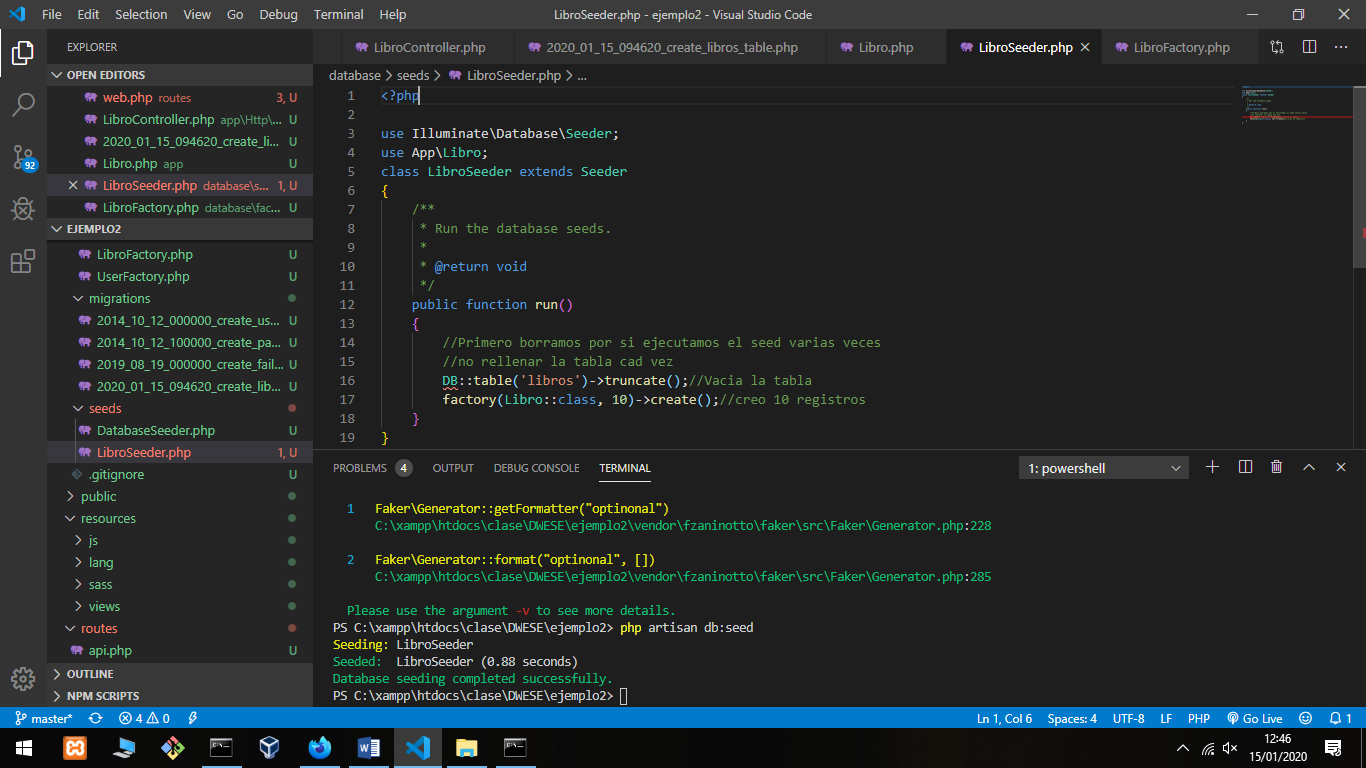 File Edit Selection View Go Debug Terminal Help
LibroSeeder.php - ejemplo2 - Visual Studio Code
EXPLORER
OPEN EDITORS
web.php routes 3, U
LibroController.php app\Http\... U
2020_01_15_094620_create_li... U
Libro.php app U
LibroSeeder.php database\s... 1, U
LibroFactory.php database\fac... U
EJEMPLO2
LibroFactory.php U
UserFactory.php U
migrations
2014_10_12_000000_create_us... U
2014_10_12_100000_create_pa... U
2019_08_19_000000_create_fail... U
2020_01_15_094620_create_lib... U
seeds
DatabaseSeeder.php U
LibroSeeder.php 1, U
.gitignore U
public
resources
js
lang
sass
views
routes
api.php U
OUTLINE
NPM SCRIPTS
92
LibroController.php 2020_01_15_094620_create_libros_table.php Libro.php LibroSeeder.php LibroFactory.php
database > seeds > LibroSeeder.php > ...
1 <?php
2
3 use Illuminate\Database\Seeder;
4 use App\Libro;
5 class LibroSeeder extends Seeder
6 {
7 /**
8 * Run the database seeds.
9 *
10 * @return void
11 */
12 public function run()
13 {
14 //Primero borramos por si ejecutamos el seed varias veces
15 //no rellenar la tabla cad vez
16 DB::table('libros')->truncate();//Vacia la tabla
17 factory(Libro::class, 10)->create();//creo 10 registros
18 }
19 }
PROBLEMS 4 OUTPUT DEBUG CONSOLE TERMINAL 1: powershell
1 Faker\Generator::getFormatter("optinonal")
C:\xampp\htdocs\clase\DWESE\ejemplo2\vendor\fzaninotto\faker\src\Faker\Generator.php:228
2 Faker\Generator::format("optinonal", [])
C:\xampp\htdocs\clase\DWESE\ejemplo2\vendor\fzaninotto\faker\src\Faker\Generator.php:285
Please use the argument -v to see more details.
PS C:\xampp\htdocs\clase\DWESE\ejemplo2> php artisan db:seed
Seeding: LibroSeeder
Seeded: LibroSeeder (0.88 seconds)
Database seeding completed successfully.
PS C:\xampp\htdocs\clase\DWESE\ejemplo2>
master* 4 0 Ln 1, Col 6 Spaces: 4 UTF-8 LF PHP Go Live 1
12:46
15/01/2020